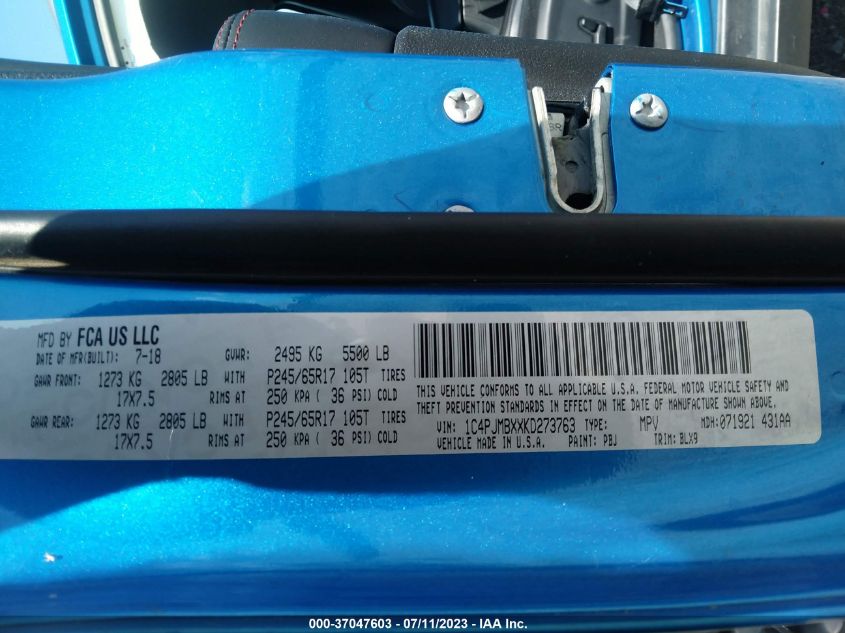 BR
MFD BY FCA US LLC
DATE OF MFR(BUILT): 7-18 GVWR: 2495 KG 5500 LB
GAWR FRONT: 1273 KG 2805 LB WITH P245/65R17 105T TIRES
17X7.5 RIMS AT 250 KPA ( 36 PSI) COLD
GAWR REAR: 1273 KG 2805 LB WITH P245/65R17 105T TIRES
17X7.5 RIMS AT 250 KPA ( 36 PSI) COLD
THIS VEHICLE CONFORMS TO ALL APPLICABLE U.S.A. FEDERAL MOTOR VEHICLE SAFETY AND
THEFT PREVENTION STANDARDS IN EFFECT ON THE DATE OF MANUFACTURE SHOWN ABOVE.
VIN: 1C4PJMBXXKD273763 TYPE: MPV MDH: 071921 431AA
VEHICLE MADE IN U.S.A. PAINT: PBJ TRIM: BLX9
000-37047603 - 07/11/2023 - IAA Inc.